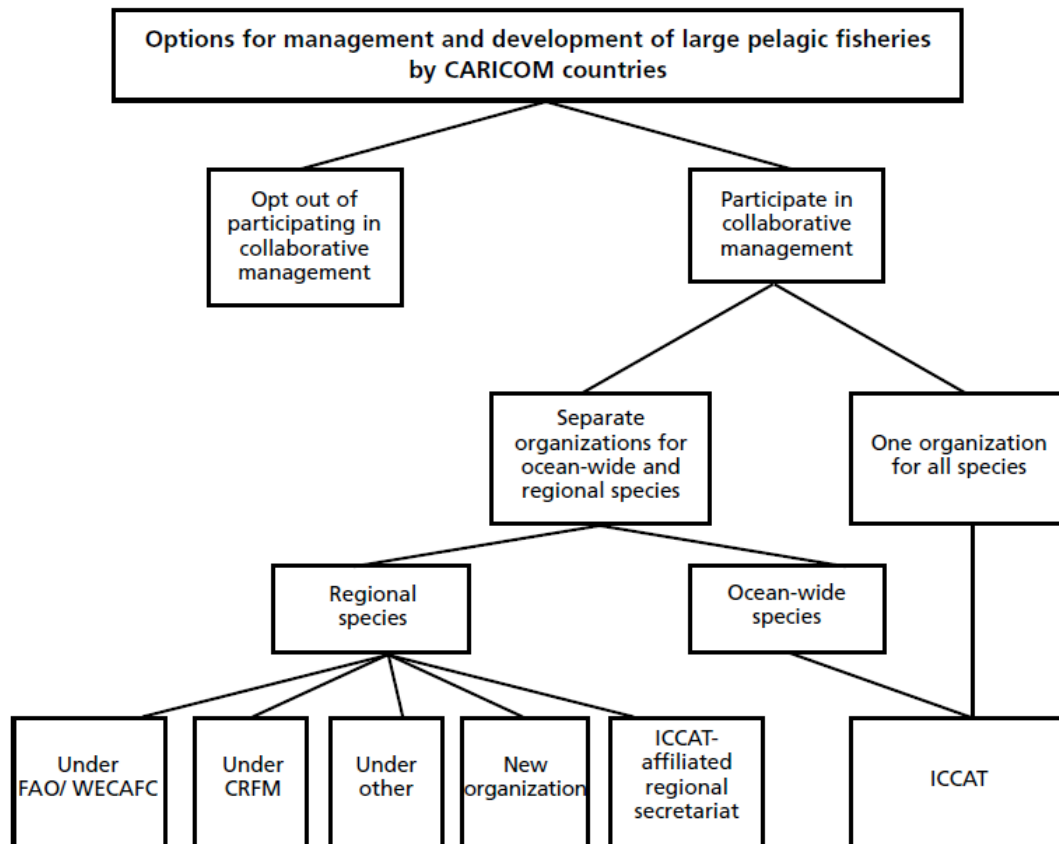 Options for management and development of large pelagic fisheries
by CARICOM countries
Opt out of
participating in
collaborative
management
Participate in
collaborative
management
Separate
organizations for
ocean-wide and
regional species
One organization
for all species
Regional
species
Ocean-wide
species
Under
FAO/ WECAFC
Under
CRFM
Under
other
New
organization
ICCAT-
affiliated
regional
secretariat
ICCAT